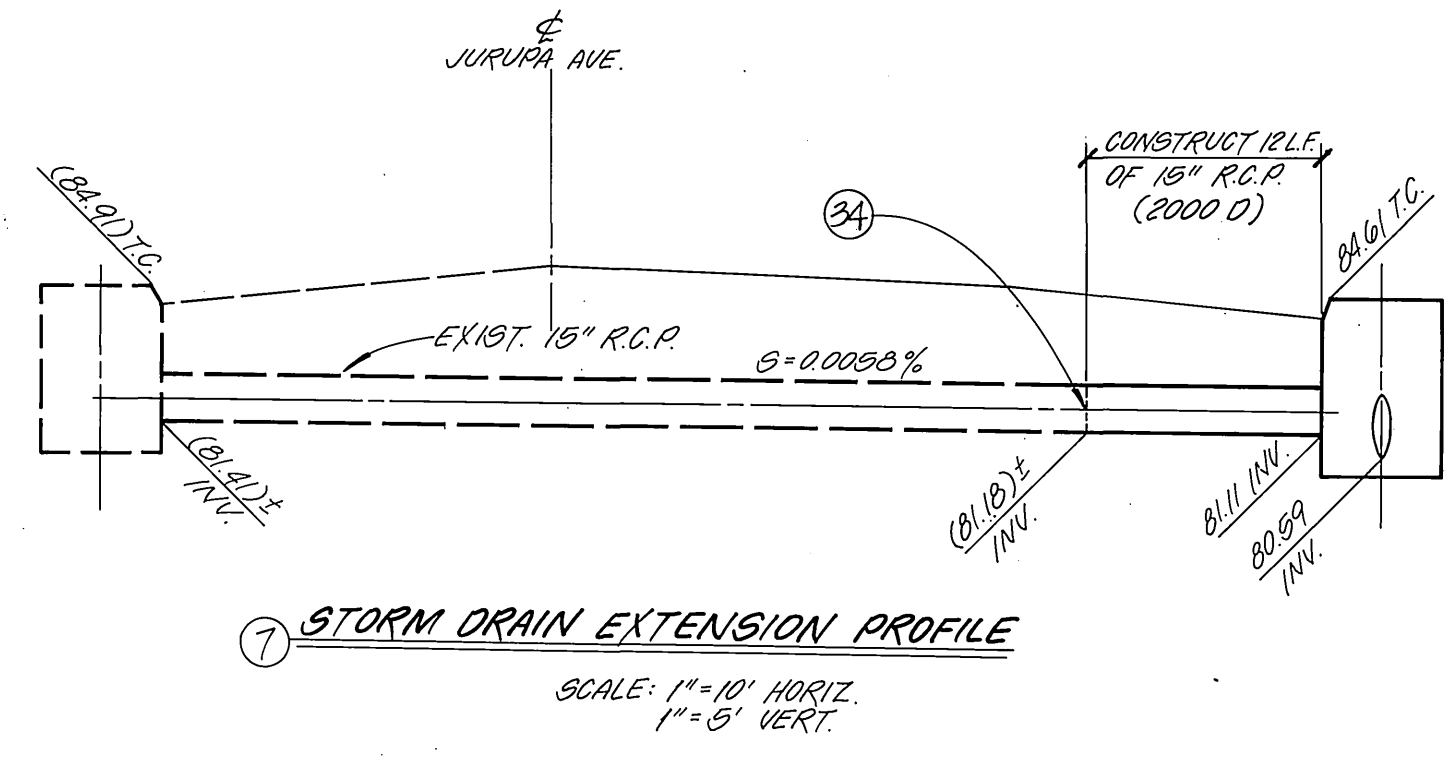 ℄
JURUPA AVE.
CONSTRUCT 12 L.F.
OF 15" R.C.P.
(2000 D)
(84.91) T.C.
34
84.61 T.C.
EXIST. 15" R.C.P.
S=0.0058%
(81.41)±
INV.
(81.18)±
INV.
81.11 INV.
80.59
INV.
7 STORM DRAIN EXTENSION PROFILE
SCALE: 1"=10' HORIZ.
1"=5' VERT.